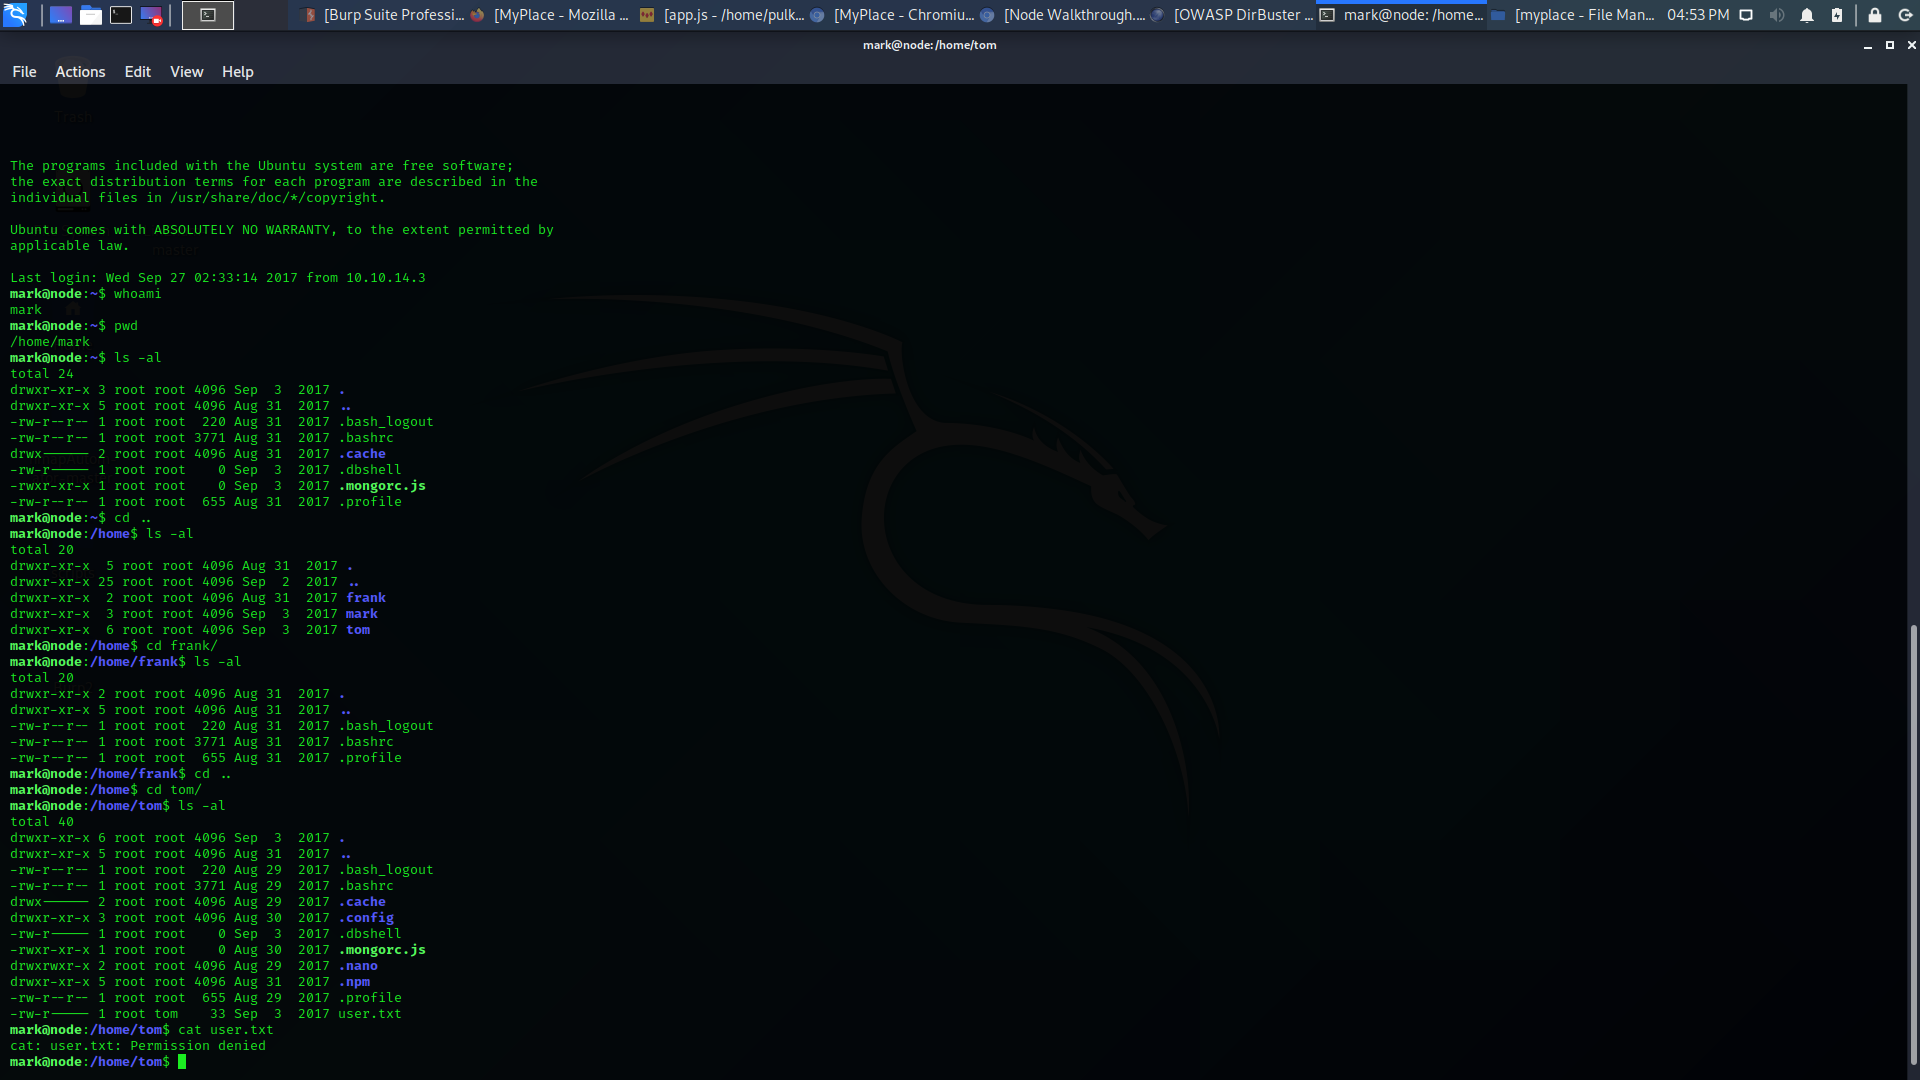 [Burp Suite Professi... [MyPlace - Mozilla ... [app.js - /home/pulk... [MyPlace - Chromiu... [Node Walkthrough.... [OWASP DirBuster ... mark@node: /home... [myplace - File Man... 04:53 PM
mark@node:/home/tom
File Actions Edit View Help
Trash
The programs included with the Ubuntu system are free software;
the exact distribution terms for each program are described in the
individual files in /usr/share/doc/*/copyright.
Ubuntu comes with ABSOLUTELY NO WARRANTY, to the extent permitted by
applicable law.
master
Last login: Wed Sep 27 02:33:14 2017 from 10.10.14.3
mark@node:~$ whoami
mark
mark@node:~$ pwd
/home/mark
mark@node:~$ ls -al
total 24
drwxr-xr-x 3 root root 4096 Sep  3  2017 .
drwxr-xr-x 5 root root 4096 Aug 31  2017 ..
-rw-r--r-- 1 root root  220 Aug 31  2017 .bash_logout
-rw-r--r-- 1 root root 3771 Aug 31  2017 .bashrc
drwx------ 2 root root 4096 Aug 31  2017 .cache
-rw-r----- 1 root root    0 Sep  3  2017 .dbshell
-rwxr-xr-x 1 root root    0 Sep  3  2017 .mongorc.js
-rw-r--r-- 1 root root  655 Aug 31  2017 .profile
mark@node:~$ cd ..
mark@node:/home$ ls -al
total 20
drwxr-xr-x  5 root root 4096 Aug 31  2017 .
drwxr-xr-x 25 root root 4096 Sep  2  2017 ..
drwxr-xr-x  2 root root 4096 Aug 31  2017 frank
drwxr-xr-x  3 root root 4096 Sep  3  2017 mark
drwxr-xr-x  6 root root 4096 Sep  3  2017 tom
mark@node:/home$ cd frank/
mark@node:/home/frank$ ls -al
total 20
drwxr-xr-x 2 root root 4096 Aug 31  2017 .
drwxr-xr-x 5 root root 4096 Aug 31  2017 ..
-rw-r--r-- 1 root root  220 Aug 31  2017 .bash_logout
-rw-r--r-- 1 root root 3771 Aug 31  2017 .bashrc
-rw-r--r-- 1 root root  655 Aug 31  2017 .profile
mark@node:/home/frank$ cd ..
mark@node:/home$ cd tom/
mark@node:/home/tom$ ls -al
total 40
drwxr-xr-x 6 root root 4096 Sep  3  2017 .
drwxr-xr-x 5 root root 4096 Aug 31  2017 ..
-rw-r--r-- 1 root root  220 Aug 29  2017 .bash_logout
-rw-r--r-- 1 root root 3771 Aug 29  2017 .bashrc
drwx------ 2 root root 4096 Aug 29  2017 .cache
drwxr-xr-x 3 root root 4096 Aug 30  2017 .config
-rw-r----- 1 root root    0 Sep  3  2017 .dbshell
-rwxr-xr-x 1 root root    0 Aug 30  2017 .mongorc.js
drwxrwxr-x 2 root root 4096 Aug 29  2017 .nano
drwxr-xr-x 5 root root 4096 Aug 31  2017 .npm
-rw-r--r-- 1 root root  655 Aug 29  2017 .profile
-rw-r----- 1 root tom    33 Sep  3  2017 user.txt
mark@node:/home/tom$ cat user.txt
cat: user.txt: Permission denied
mark@node:/home/tom$